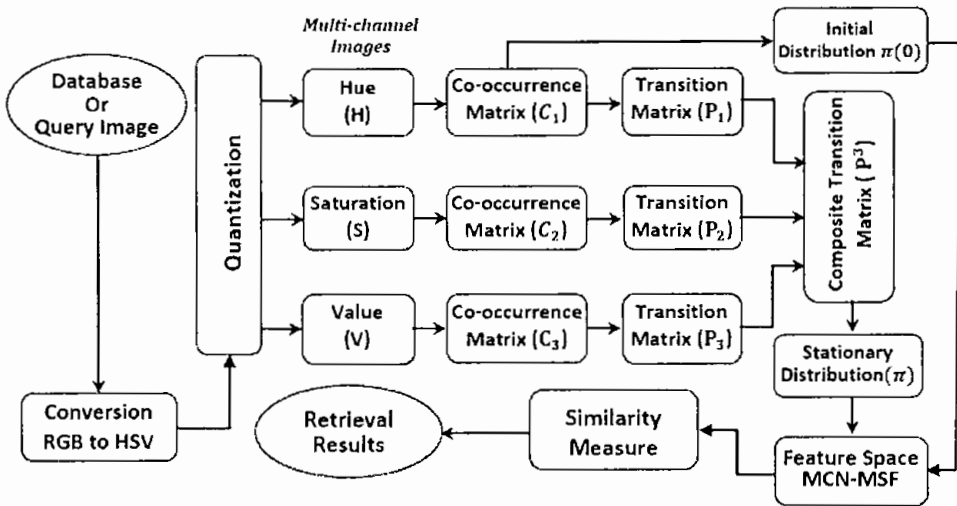 Multi-channel
Images
Initial
Distribution π(0)
Database
Or
Query Image
Quantization
Hue
(H)
Co-occurrence
Matrix (C₁)
Transition
Matrix (P₁)
Composite Transition
Matrix ( P³)
Saturation
(S)
Co-occurrence
Matrix (C₂)
Transition
Matrix (P₂)
Value
(V)
Co-occurrence
Matrix (C₃)
Transition
Matrix (P₃)
Stationary
Distribution(π)
Conversion
RGB to HSV
Retrieval
Results
Similarity
Measure
Feature Space
MCN-MSF